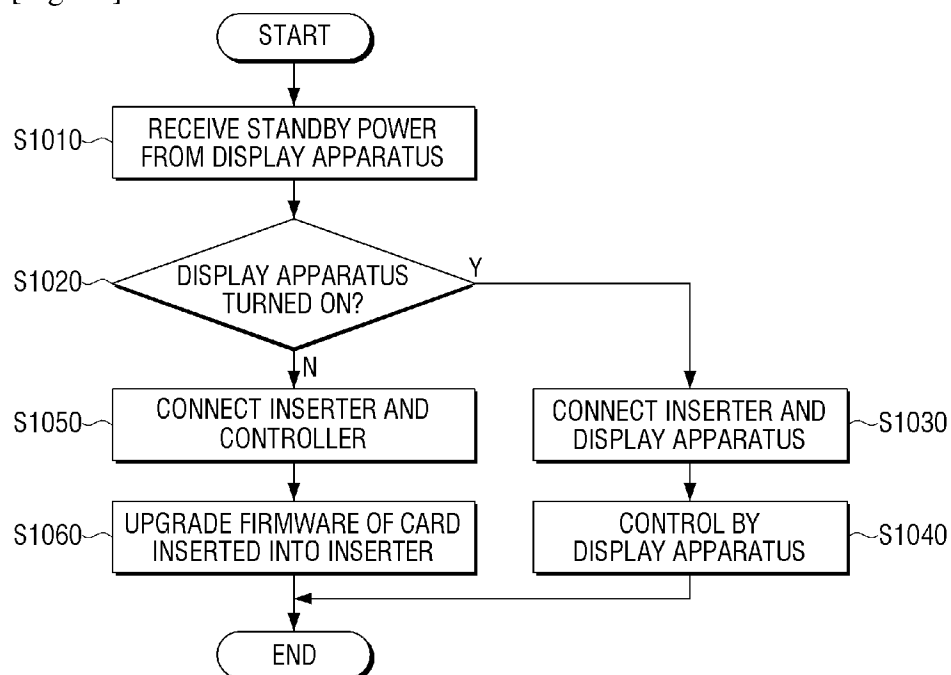 START
S1010
RECEIVE STANDBY POWER
FROM DISPLAY APPARATUS
S1020
DISPLAY APPARATUS
TURNED ON?
Y
N
S1050
CONNECT INSERTER AND
CONTROLLER
CONNECT INSERTER AND
DISPLAY APPARATUS
S1030
S1060
UPGRADE FIRMWARE OF CARD
INSERTED INTO INSERTER
CONTROL BY
DISPLAY APPARATUS
S1040
END